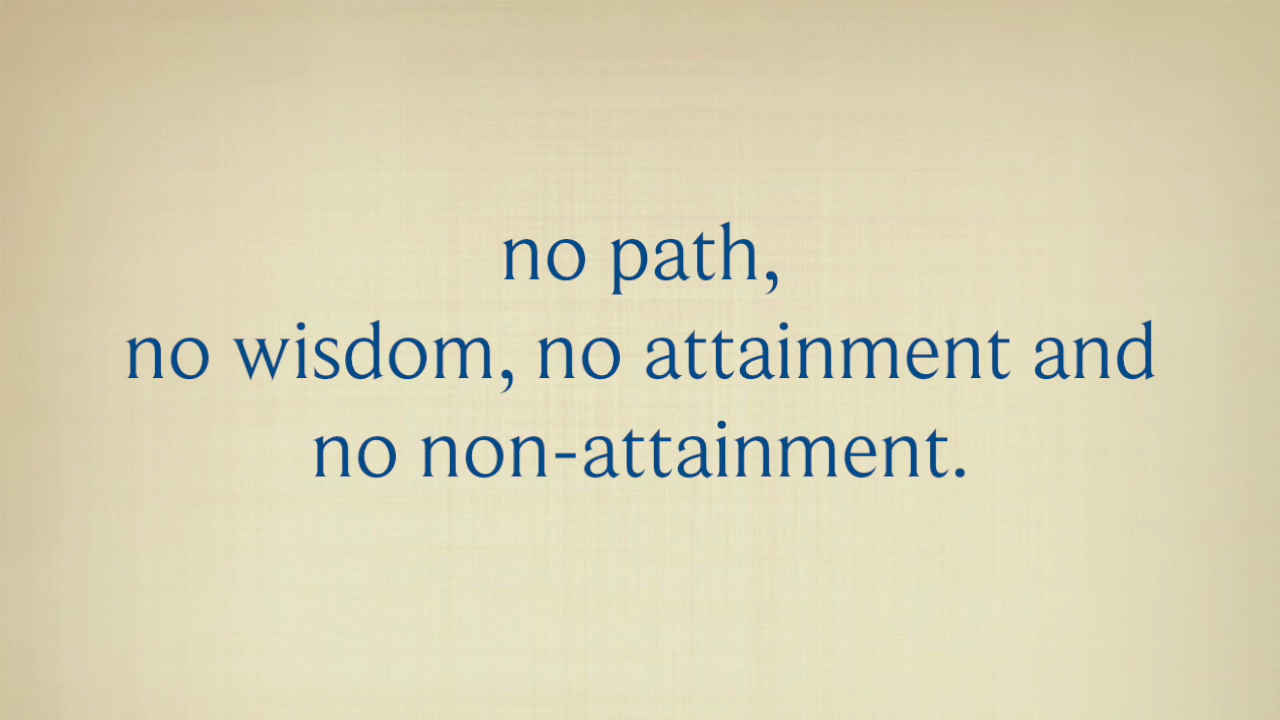 no path,
no wisdom, no attainment and
no non-attainment.